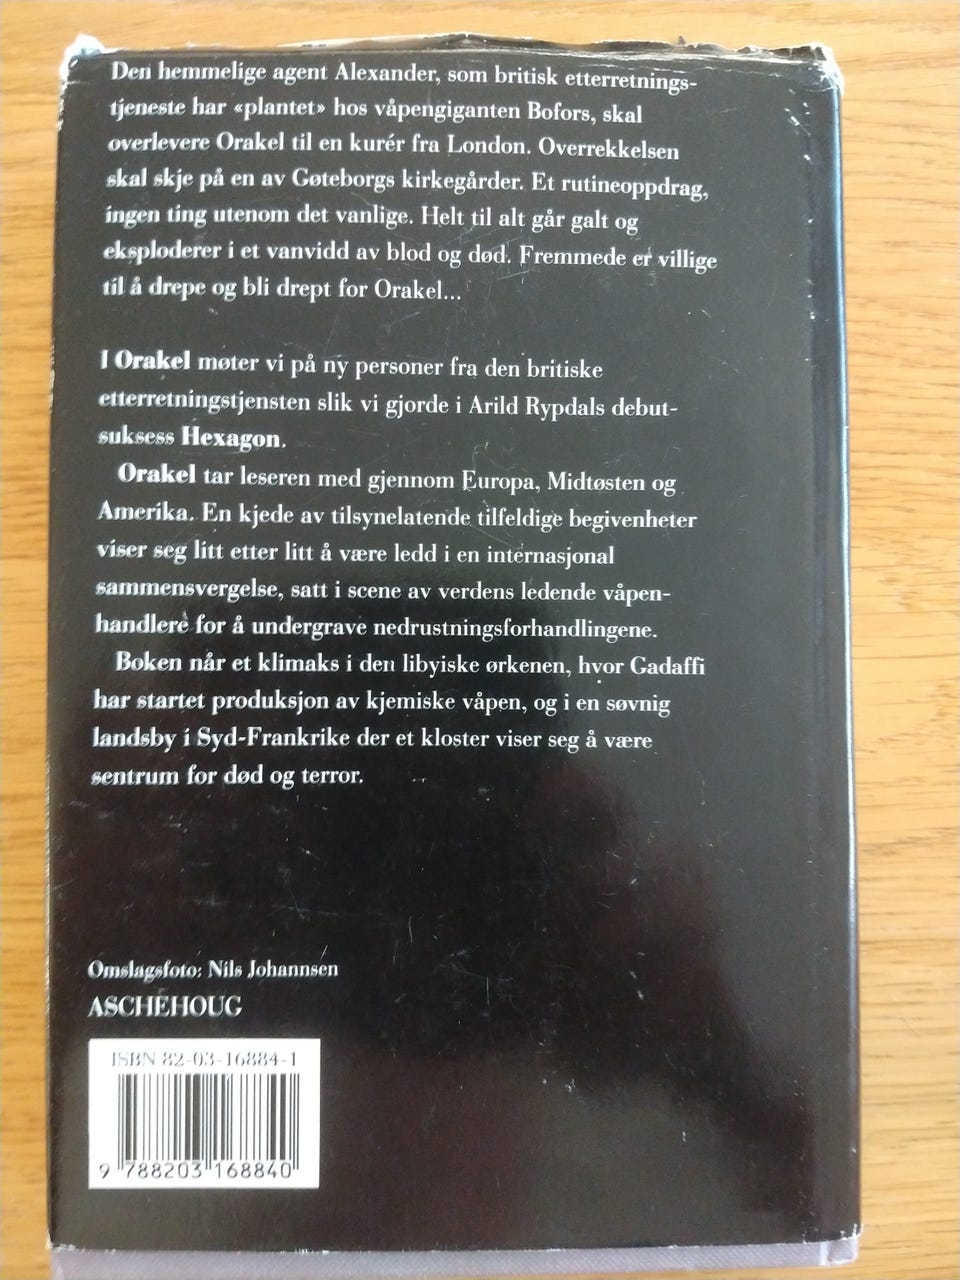 Den hemmelige agent Alexander, som britisk etterretnings-
tjeneste har «plantet» hos våpengiganten Bofors, skal
overlevere Orakel til en kurér fra London. Overrekkelsen
skal skje på en av Gøteborgs kirkegårder. Et rutineoppdrag,
ingen ting utenom det vanlige. Helt til alt går galt og
eksploderer i et vanvidd av blod og død. Fremmede er villige
til å drepe og bli drept for Orakel...
I Orakel møter vi på ny personer fra den britiske
etterretningstjensten slik vi gjorde i Arild Rypdals debut-
suksess Hexagon.
Orakel tar leseren med gjennom Europa, Midtøsten og
Amerika. En kjede av tilsynelatende tilfeldige begivenheter
viser seg litt etter litt å være ledd i en internasjonal
sammensvergelse, satt i scene av verdens ledende våpen-
handlere for å undergrave nedrustningsforhandlingene.
Boken når et klimaks i den libyiske ørkenen, hvor Gadaffi
har startet produksjon av kjemiske våpen, og i en søvnig
landsby i Syd-Frankrike der et kloster viser seg å være
sentrum for død og terror.
Omslagsfoto: Nils Johannsen
ASCHEHOUG
ISBN 82-03-16884-1
9 788203 168840